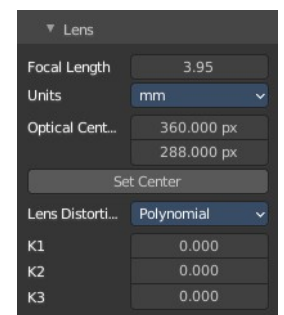 Lens
Focal Length 3.95
Units mm
Optical Cent... 360.000 px
288.000 px
Set Center
Lens Distorti... Polynomial
K1 0.000
K2 0.000
K3 0.000